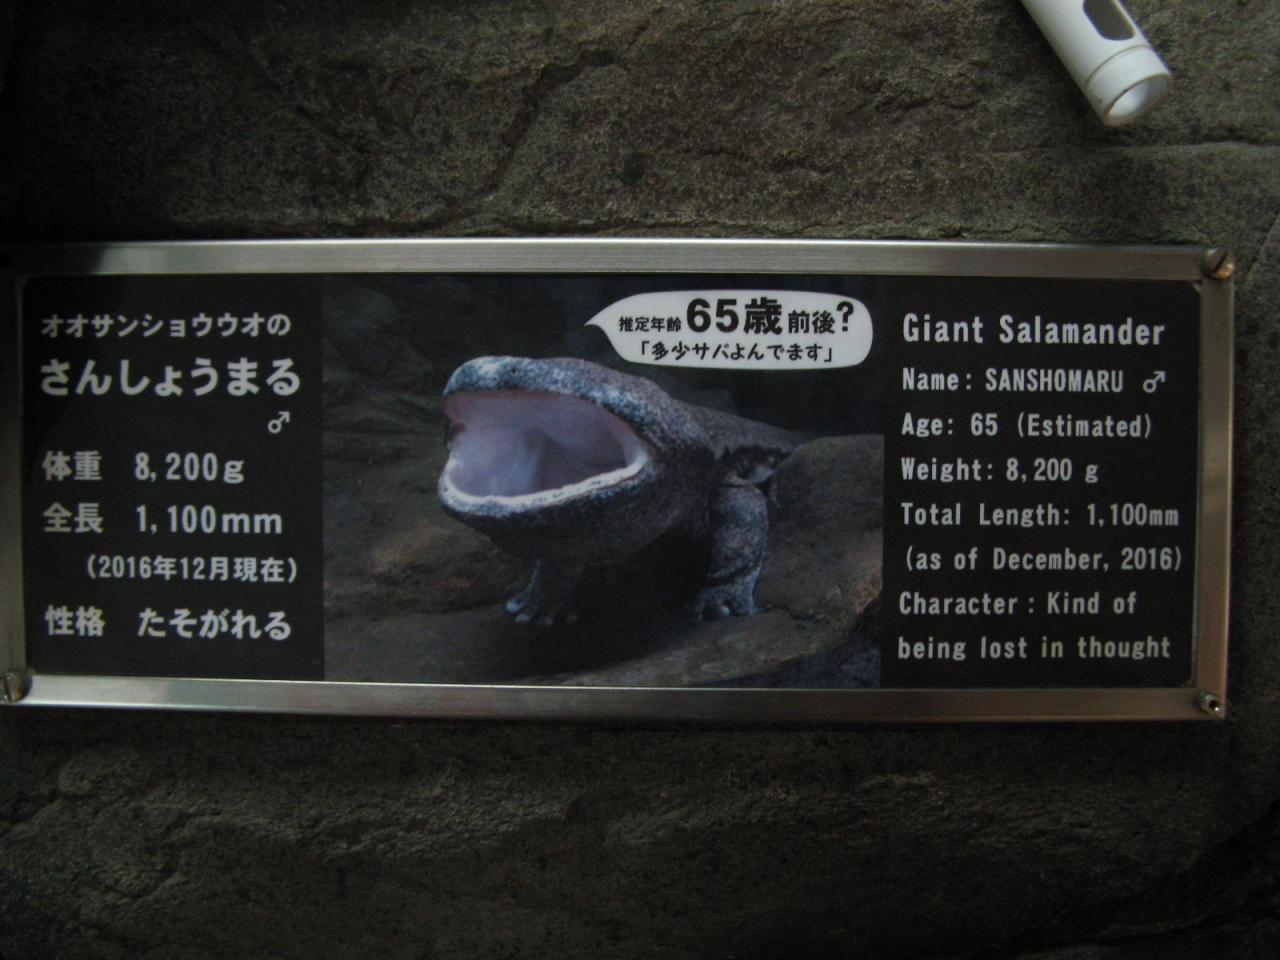 オオサンショウウオの
さんしょうまる
♂
体重 8,200g
全長 1,100mm
(2016年12月現在)
性格 たそがれる
推定年齢65歳前後?
「多少サバよんでます」
Giant Salamander
Name: SANSHOMARU ♂
Age: 65 (Estimated)
Weight: 8,200 g
Total Length: 1,100mm
(as of December, 2016)
Character : Kind of
being lost in thought